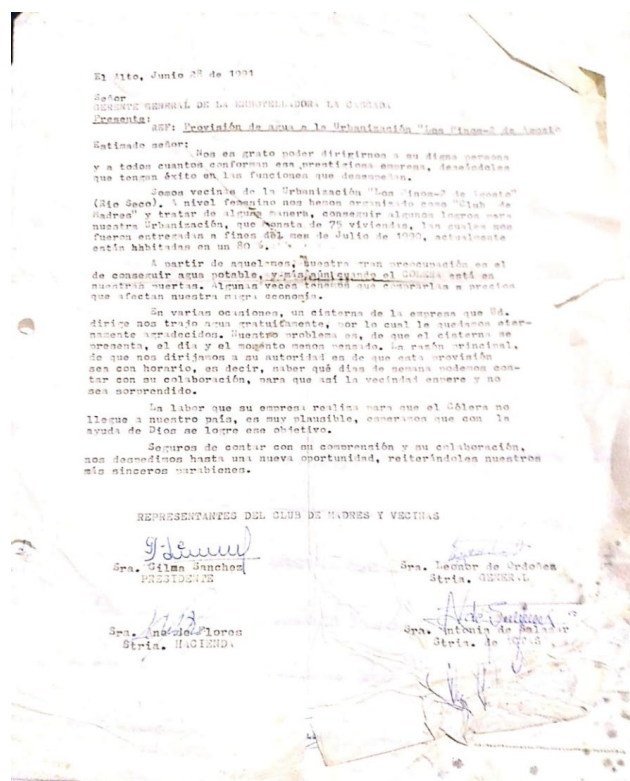 El Alto, Junio 28 de 1991
Señor
GERENTE GENERAL DE LA EMBOTELLADORA LA CASCADA
Presente:
REF: Provisión de agua a la Urbanización "Los Pinos-2 de Agosto
Estimado señor:
Nos es grato poder dirigirnos a su digna persona
y a todos cuantos conforman esa prestigiosa empresa, deseándoles
que tengan éxito en las funciones que desempeñan.
Somos vecinas de la Urbanización "Los Pinos-2 de Agosto"
(Rio Seco). A nivel femenino nos hemos organizado como "Club de
Madres" y tratar de alguna manera, conseguir algunos logros para
nuestra Urbanización, que consta de 75 viviendas, las cuales nos
fueron entregadas a fines del mes de Julio de 1990, actualmente
están habitadas en un 80 %.
A partir de aquel mes, nuestra gran preocupación es el
de conseguir agua potable, y más aún cuando el COLERA está en
nuestras puertas. Algunas veces tenemos que comprarla a precios
que afectan nuestra magra economía.
En varias ocasiones, un cisterna de la empresa que Ud.
dirige nos trajo agua gratuitamente, por lo cual le quedamos eter-
namente agradecidos. Nuestro problema es, de que el cisterna se
presenta, el día y el momento menos pensado. La razón principal,
de que nos dirijamos a su autoridad es de que esta provisión
sea con horario, es decir, saber qué días de semana podemos con-
tar con su colaboración, para que así la vecindad espere y no
sea sorprendido.
La labor que su empresa realiza para que el Cólera no
llegue a nuestro país, es muy plausible, esperamos que con la
ayuda de Dios se logre ese objetivo.
Seguros de contar con su comprensión y su colaboración,
nos despedimos hasta una nueva oportunidad, reiterándoles nuestros
más sinceros parabienes.
REPRESENTANTES DEL CLUB DE MADRES Y VECINAS
Sra. Gilma Sanchez
PRESIDENTE
Sra. Leonor de Ordoñez
Stria. GENERAL
Sra. de Flores
Stria. HACIENDA
Sra. Antonia de Salazar
Stria. de